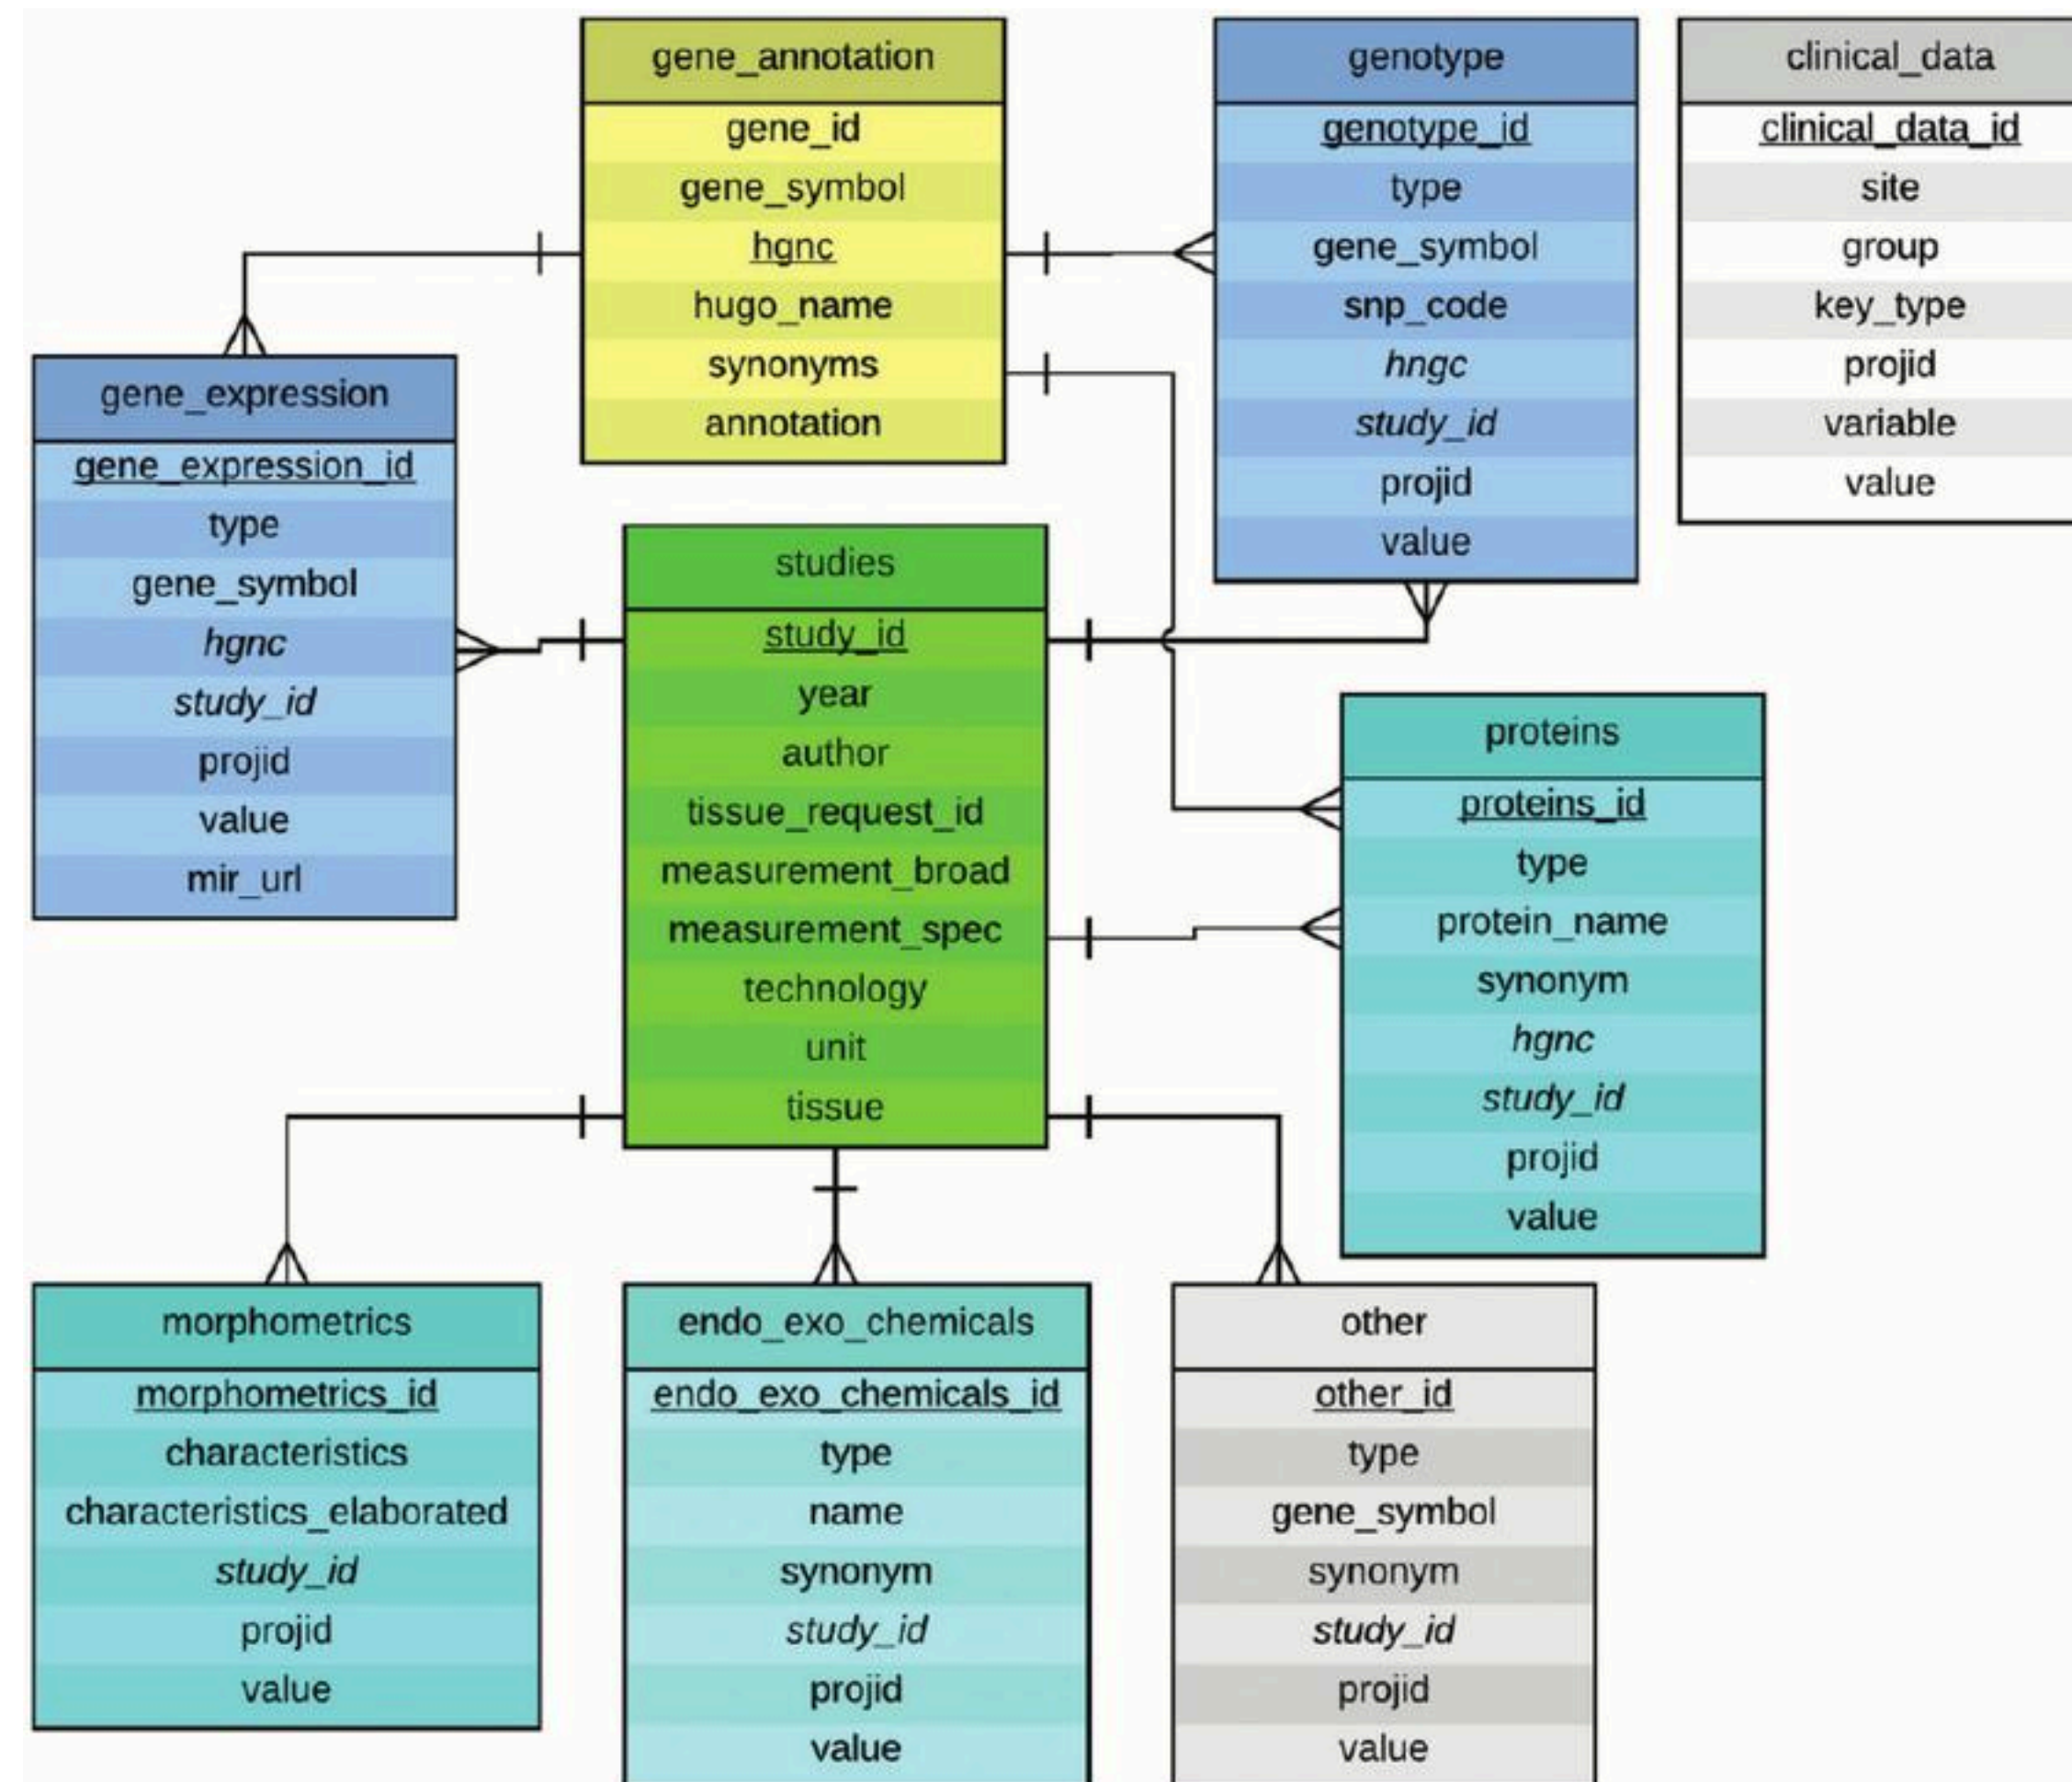 gene_annotation
gene_id
gene_symbol
hgnc
hugo_name
synonyms
annotation
genotype
genotype_id
type
gene_symbol
snp_code
hngc
study_id
projid
value
clinical_data
clinical_data_id
site
group
key_type
projid
variable
value
gene_expression
gene_expression_id
type
gene_symbol
hgnc
study_id
projid
value
mir_url
studies
study_id
year
author
tissue_request_id
measurement_broad
measurement_spec
technology
unit
tissue
proteins
proteins_id
type
protein_name
synonym
hgnc
study_id
projid
value
morphometrics
morphometrics_id
characteristics
characteristics_elaborated
study_id
projid
value
endo_exo_chemicals
endo_exo_chemicals_id
type
name
synonym
study_id
projid
value
other
other_id
type
gene_symbol
synonym
study_id
projid
value